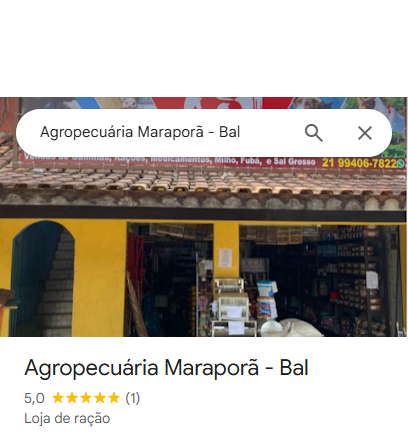 Agropecuária Maraporã - Bal
Vendas de Galinhas, Rações, Medicamentos, Milho, Fubá, e Sal Grosso 21 99406-7822
Agropecuária Maraporã - Bal
5,0 (1)
Loja de ração